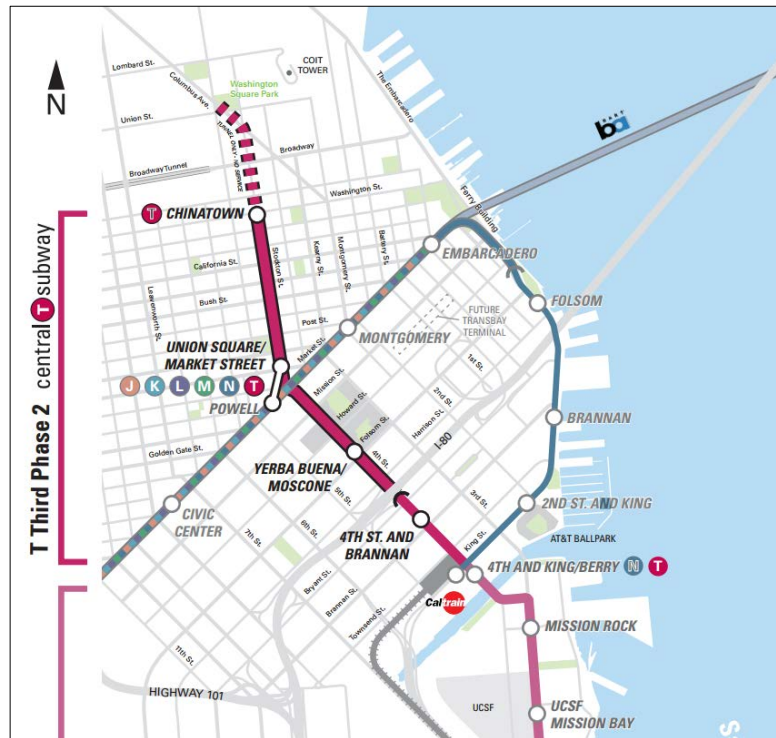 Lombard St.
COIT
TOWER
Columbus Ave.
Washington
Square Park
The Embarcadero
Union St.
TUNNEL ONLY - NO SERVICE
Broadway
Broadway Tunnel
Washington St.
Ferry Building
BART
ba
N
T CHINATOWN
EMBARCADERO
California St.
Stockton St.
Kearny St.
Montgomery St.
Battery St.
Leavenworth St.
Bush St.
Post St.
Market St.
MONTGOMERY
FUTURE
TRANSBAY
TERMINAL
FOLSOM
UNION SQUARE/
MARKET STREET
J K L M N T
POWELL
Mission St.
Howard St.
Folsom St.
Harrison St.
1st St.
2nd St.
3rd St.
4th St.
5th St.
6th St.
7th St.
11th St.
I-80
BRANNAN
Golden Gate St.
YERBA BUENA/
MOSCONE
CIVIC
CENTER
4TH ST. AND
BRANNAN
2ND ST. AND KING
King St.
AT&T BALLPARK
4TH AND KING/BERRY N T
Caltrain
Bryant St.
Brannan St.
Townsend St.
MISSION ROCK
HIGHWAY 101
UCSF
UCSF
MISSION BAY
S
T Third Phase 2 central T subway